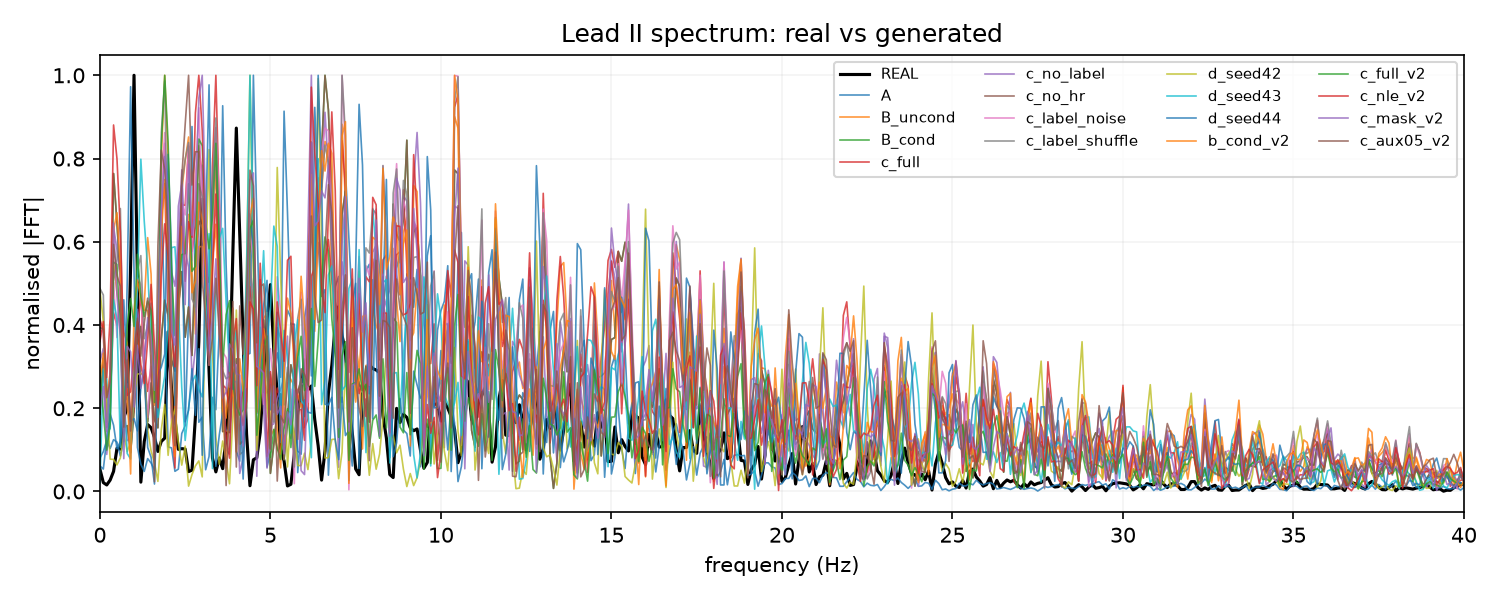 Lead II spectrum: real vs generated
normalised |FFT|
1.0
0.8
0.6
0.4
0.2
0.0
REAL
A
B_uncond
B_cond
c_full
c_no_label
c_no_hr
c_label_noise
c_label_shuffle
d_seed42
d_seed43
d_seed44
b_cond_v2
c_full_v2
c_nle_v2
c_mask_v2
c_aux05_v2
0 5 10 15 20 25 30 35 40
frequency (Hz)